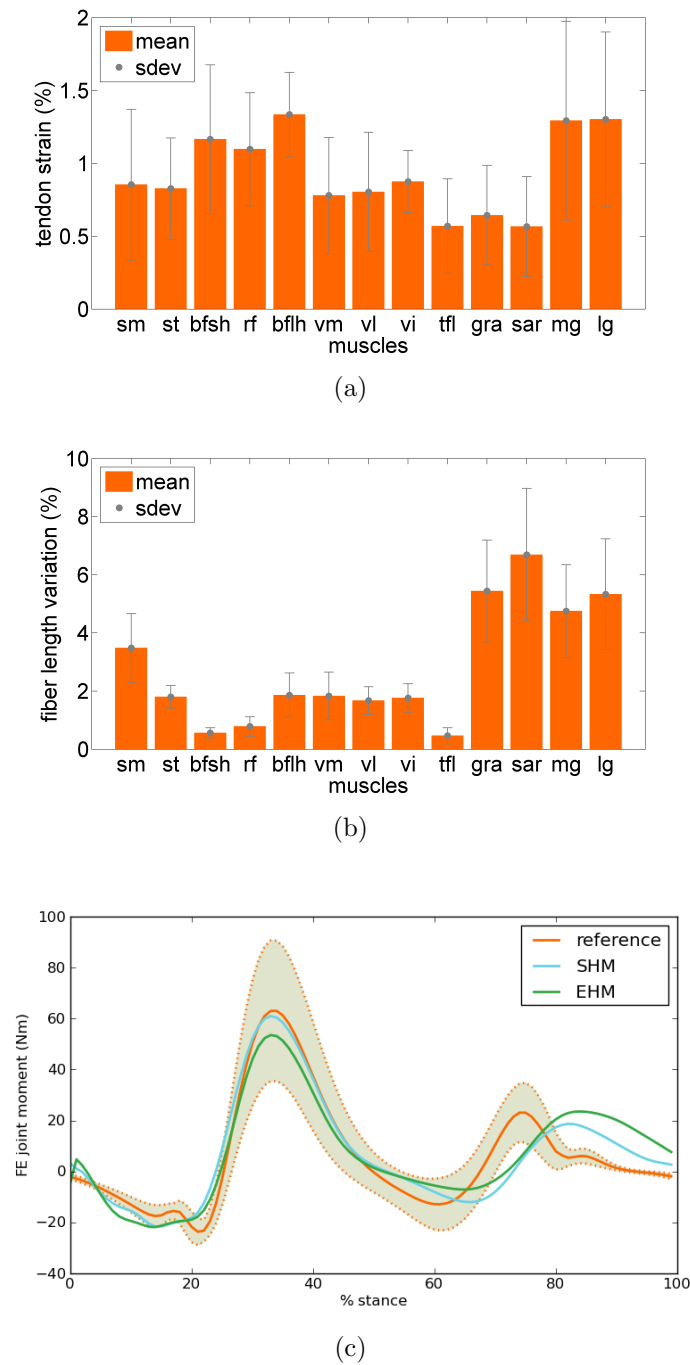 2
1.5
1
0.5
0
tendon strain (%)
mean
sdev
sm st bfsh rf bflh vm vl vi tfl gra sar mg lg
muscles
(a)
10
8
6
4
2
0
fiber length variation (%)
mean
sdev
sm st bfsh rf bflh vm vl vi tfl gra sar mg lg
muscles
(b)
100
80
60
40
20
0
−20
−40
FE joint moment (Nm)
reference
SHM
EHM
0 20 40 60 80 100
% stance
(c)